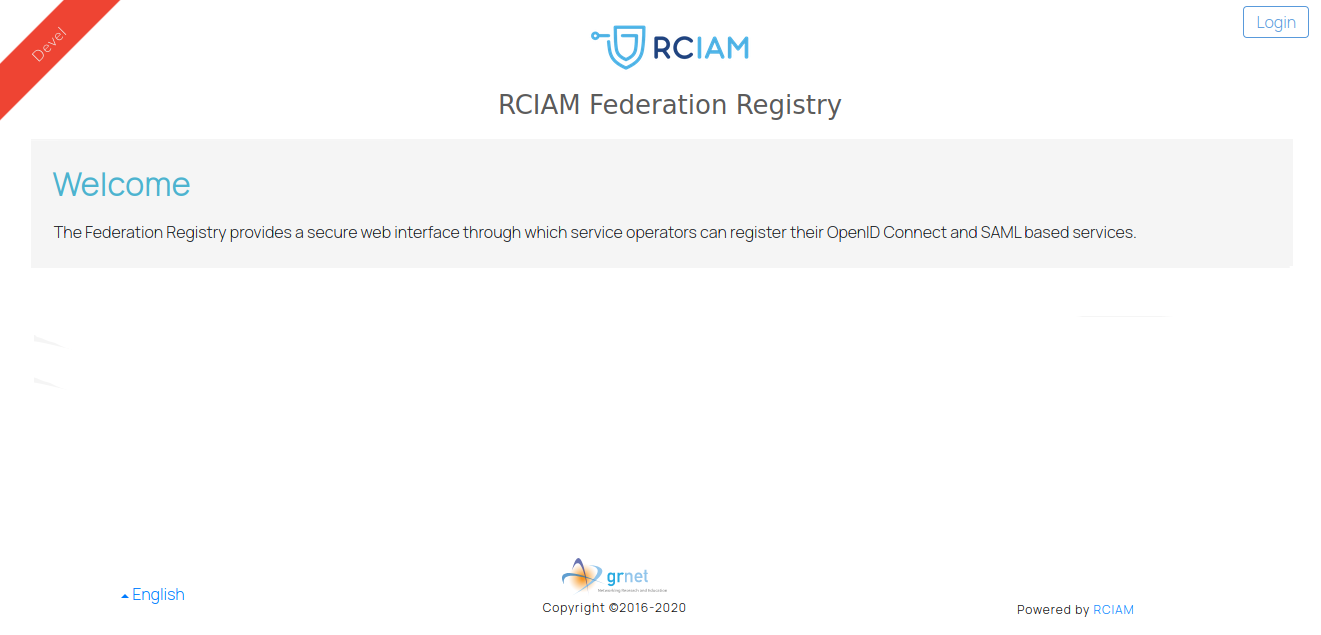 Devel
Login
RCIAM
RCIAM Federation Registry
Welcome
The Federation Registry provides a secure web interface through which service operators can register their OpenID Connect and SAML based services.
English
grnet
Networking Research and Education
Copyright ©2016-2020
Powered by RCIAM